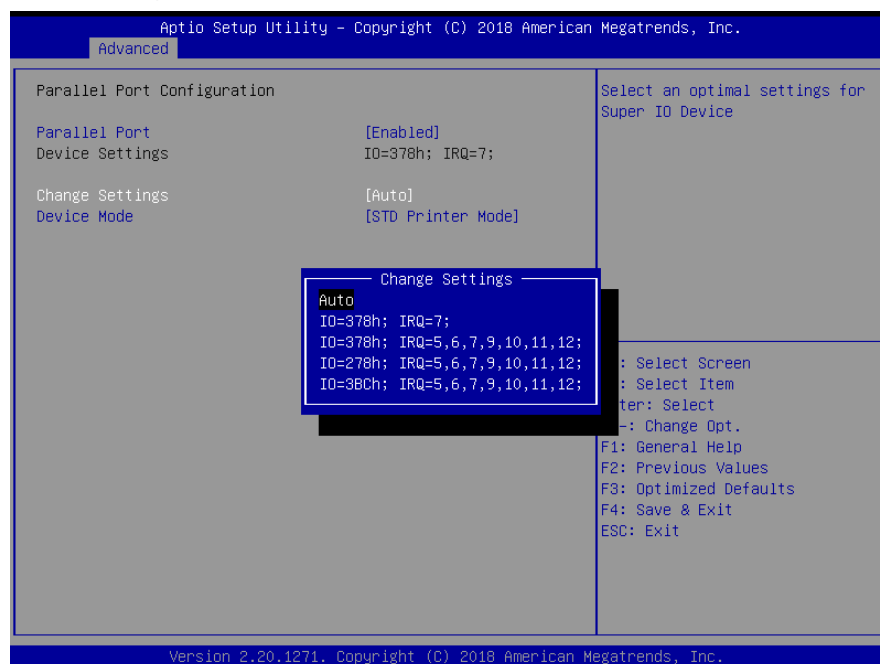 Aptio Setup Utility – Copyright (C) 2018 American Megatrends, Inc.
Advanced
Parallel Port Configuration
Parallel Port [Enabled]
Device Settings IO=378h; IRQ=7;
Change Settings [Auto]
Device Mode [STD Printer Mode]
Select an optimal settings for
Super IO Device
Change Settings
Auto
IO=378h; IRQ=7;
IO=378h; IRQ=5,6,7,9,10,11,12;
IO=278h; IRQ=5,6,7,9,10,11,12;
IO=3BCh; IRQ=5,6,7,9,10,11,12;
: Select Screen
: Select Item
ter: Select
-: Change Opt.
F1: General Help
F2: Previous Values
F3: Optimized Defaults
F4: Save & Exit
ESC: Exit
Version 2.20.1271. Copyright (C) 2018 American Megatrends, Inc.